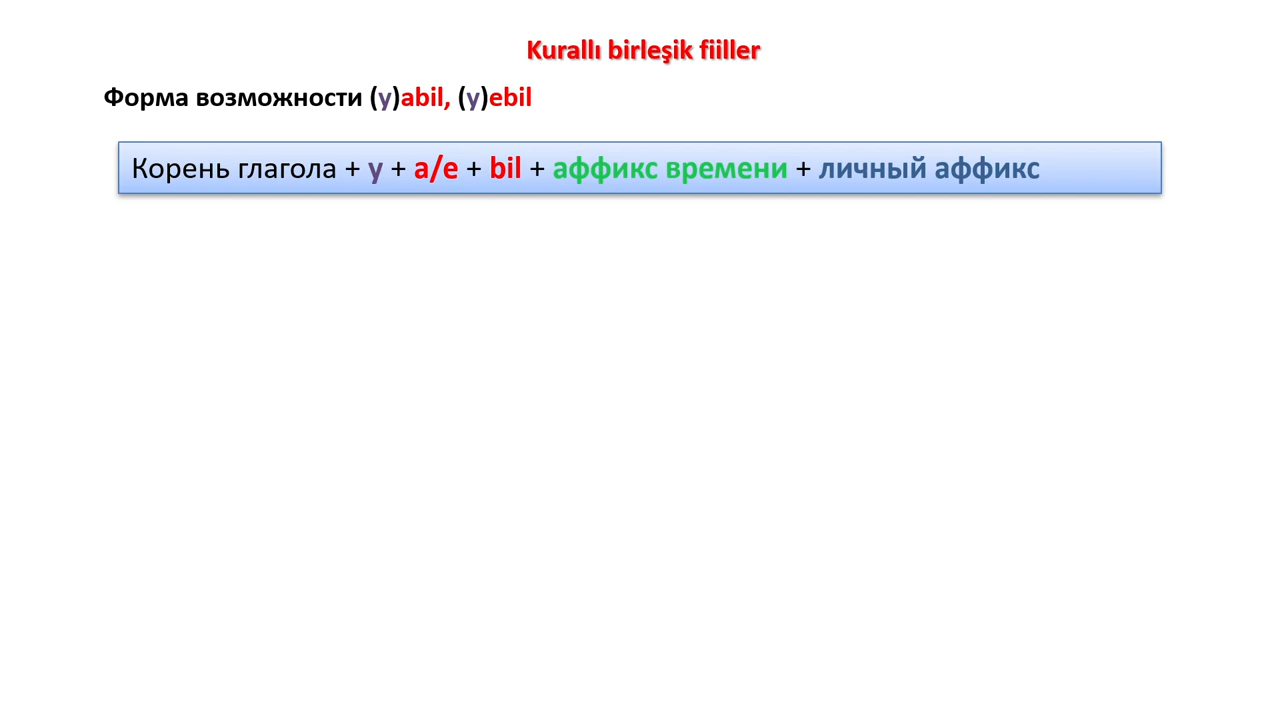 Kurallı birleşik fiiller
Форма возможности (y)abil, (y)ebil
Корень глагола + y + a/e + bil + аффикс времени + личный аффикс